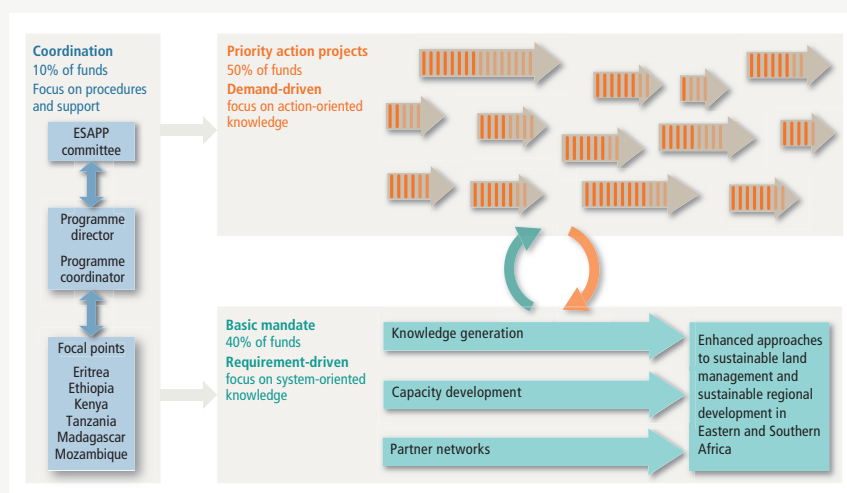 Coordination
10% of funds
Focus on procedures
and support
ESAPP
committee
Programme
director
Programme
coordinator
Focal points
Eritrea
Ethiopia
Kenya
Tanzania
Madagascar
Mozambique
Priority action projects
50% of funds
Demand-driven
focus on action-oriented
knowledge
Basic mandate
40% of funds
Requirement-driven
focus on system-oriented
knowledge
Knowledge generation
Capacity development
Partner networks
Enhanced approaches
to sustainable land
management and
sustainable regional
development in
Eastern and Southern
Africa